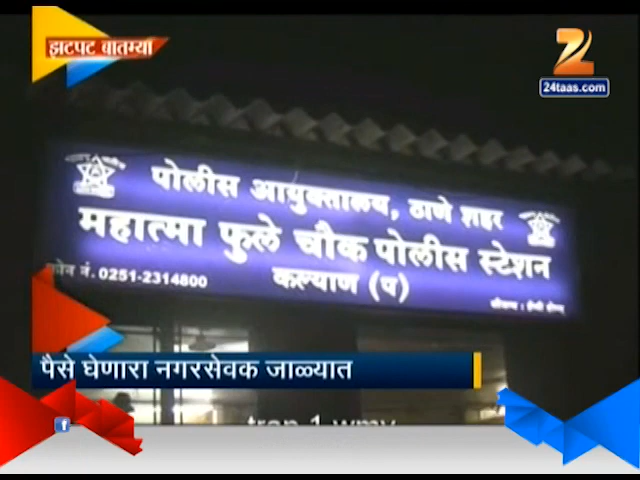 झटपट बातम्या
24taas.com
पोलीस आयुक्तालय, ठाणे शहर
महात्मा फुले चौक पोलीस स्टेशन
फोन नं. 0251-2314800
कल्याण (प)
पैसे घेणारा नगरसेवक जाळ्यात